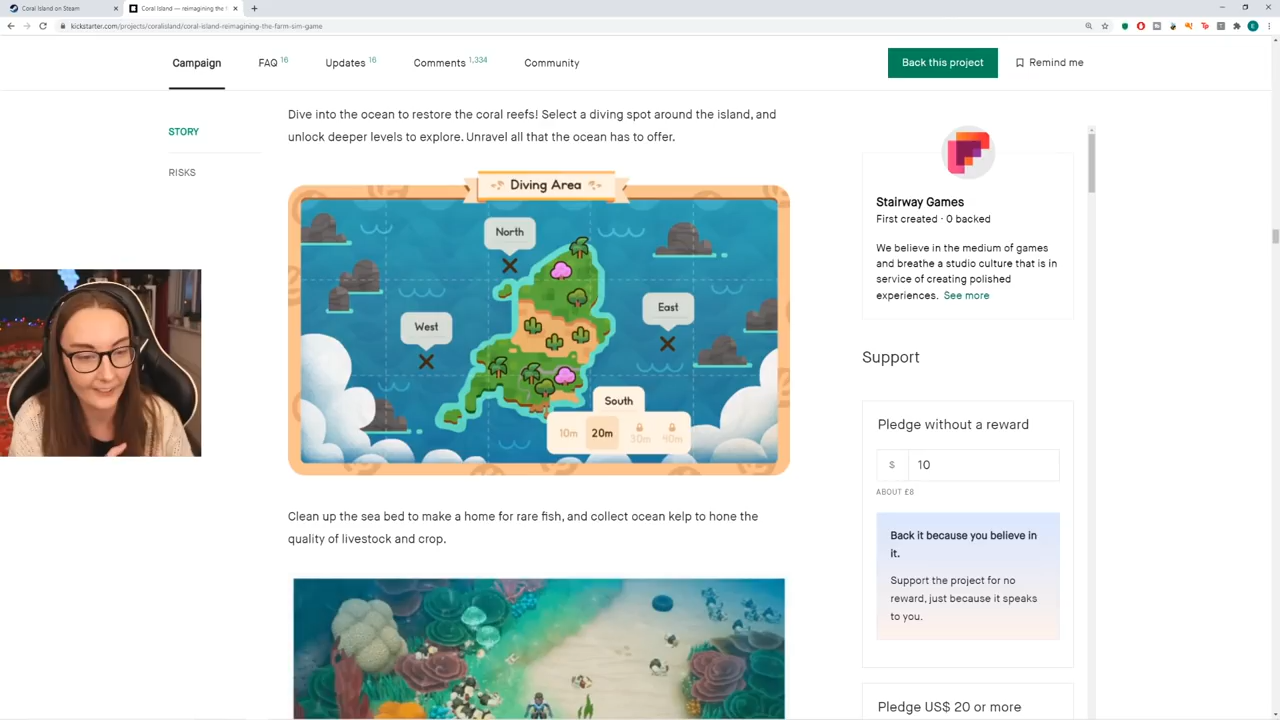 Coral Island on Steam
Coral Island — reimagining the f
kickstarter.com/projects/coralisland/coral-island-reimagining-the-farm-sim-game
Campaign
FAQ 16
Updates 16
Comments 1,334
Community
Back this project
Remind me
STORY
RISKS
Dive into the ocean to restore the coral reefs! Select a diving spot around the island, and
unlock deeper levels to explore. Unravel all that the ocean has to offer.
Diving Area
North
East
West
South
10m 20m 30m 40m
Clean up the sea bed to make a home for rare fish, and collect ocean kelp to hone the
quality of livestock and crop.
Stairway Games
First created · 0 backed
We believe in the medium of games
and breathe a studio culture that is in
service of creating polished
experiences. See more
Support
Pledge without a reward
$ 10
ABOUT £8
Back it because you believe in
it.
Support the project for no
reward, just because it speaks
to you.
Pledge US$ 20 or more